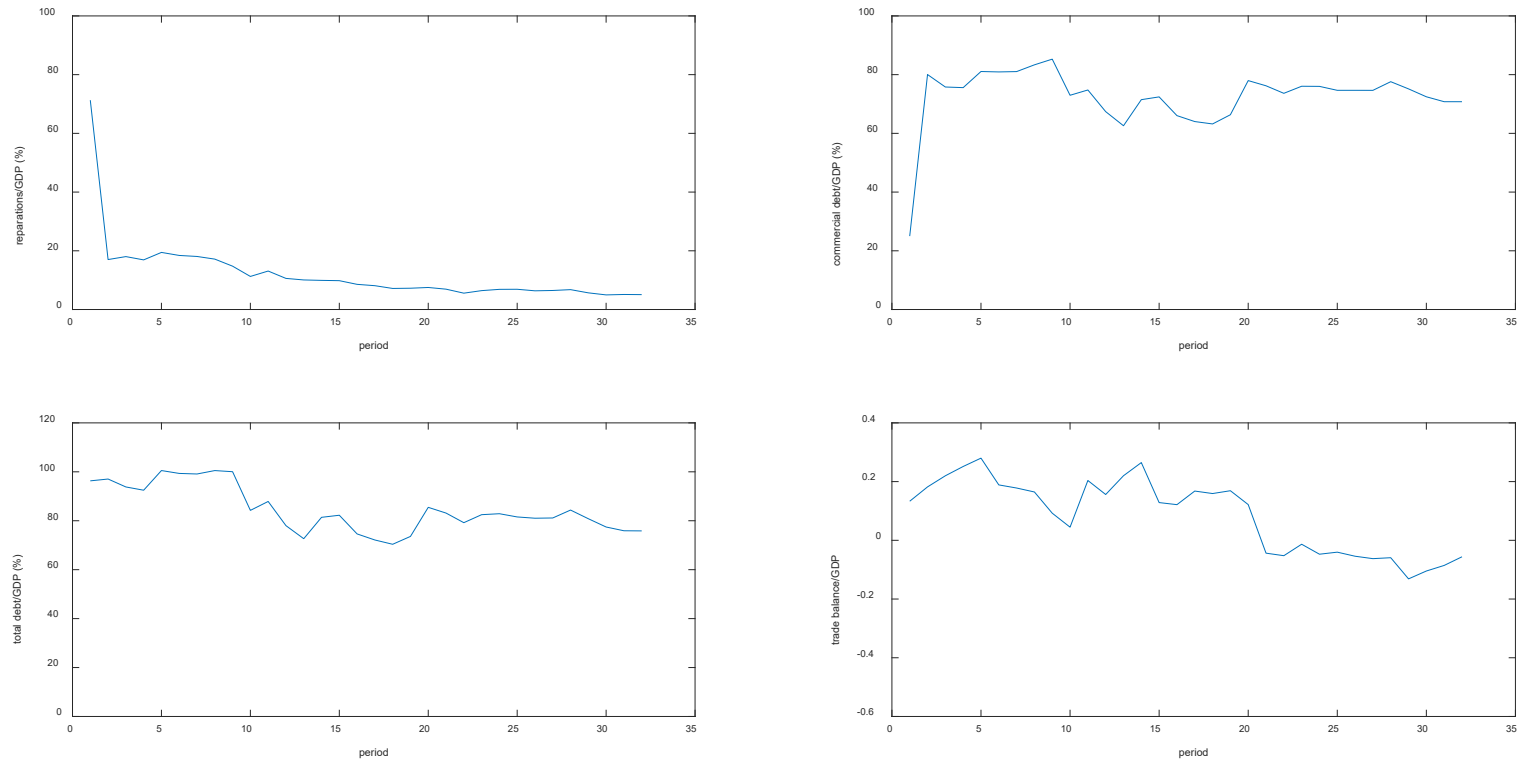 100
80
60
40
20
0
reparations/GDP (%)
0 5 10 15 20 25 30 35
period
100
80
60
40
20
0
commercial debt/GDP (%)
0 5 10 15 20 25 30 35
period
120
100
80
60
40
20
0
total debt/GDP (%)
0 5 10 15 20 25 30 35
period
0.4
0.2
0
-0.2
-0.4
-0.6
trade balance/GDP
0 5 10 15 20 25 30 35
period